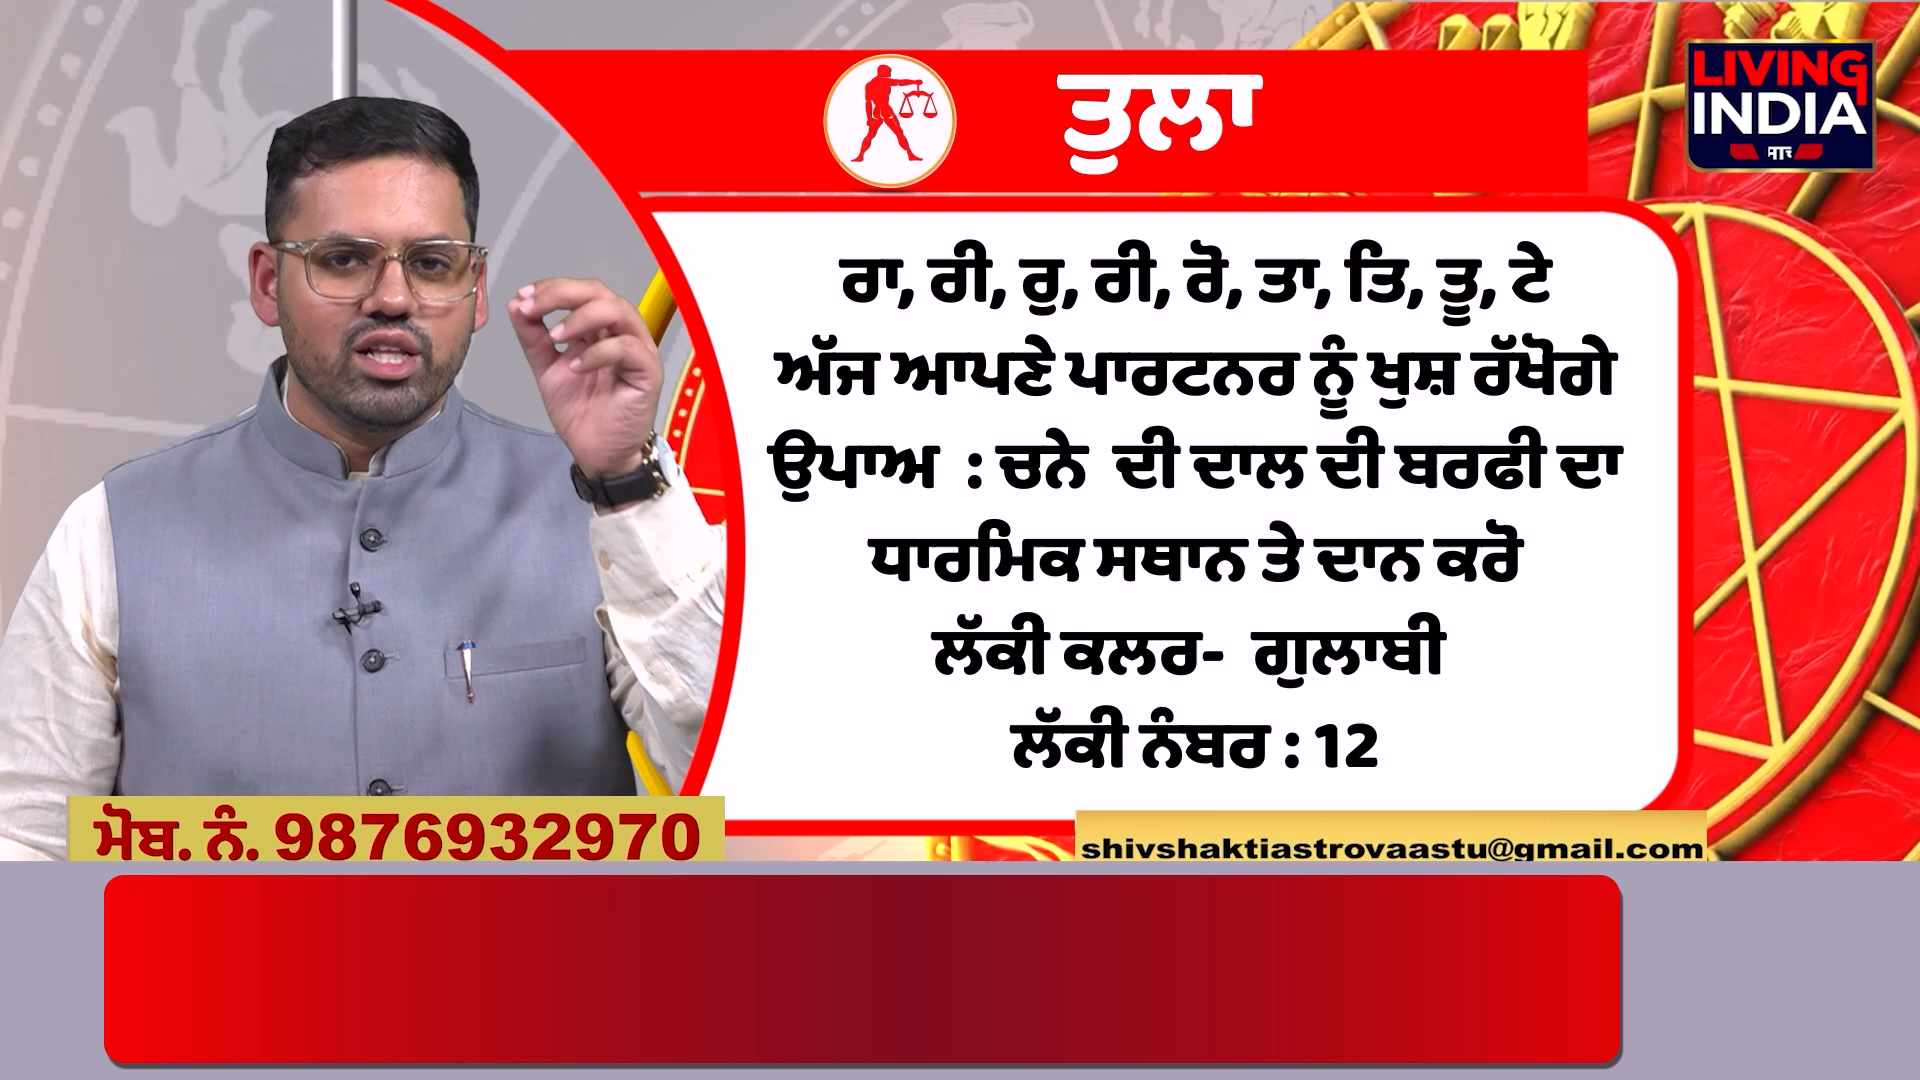 ਤੁਲਾ
LIVING
INDIA
ਰਾ, ਰੀ, ਰੁ, ਰੀ, ਰੋ, ਤਾ, ਤਿ, ਤੂ, ਟੇ
ਅੱਜ ਆਪਣੇ ਪਾਰਟਨਰ ਨੂੰ ਖੁਸ਼ ਰੱਖੋਗੇ
ਉਪਾਅ : ਚਨੇ ਦੀ ਦਾਲ ਦੀ ਬਰਫੀ ਦਾ
ਧਾਰਮਿਕ ਸਥਾਨ ਤੇ ਦਾਨ ਕਰੋ
ਲੱਕੀ ਕਲਰ- ਗੁਲਾਬੀ
ਲੱਕੀ ਨੰਬਰ : 12
ਮੋਬ. ਨੰ. 9876932970
shivshaktiastrovaastu@gmail.com